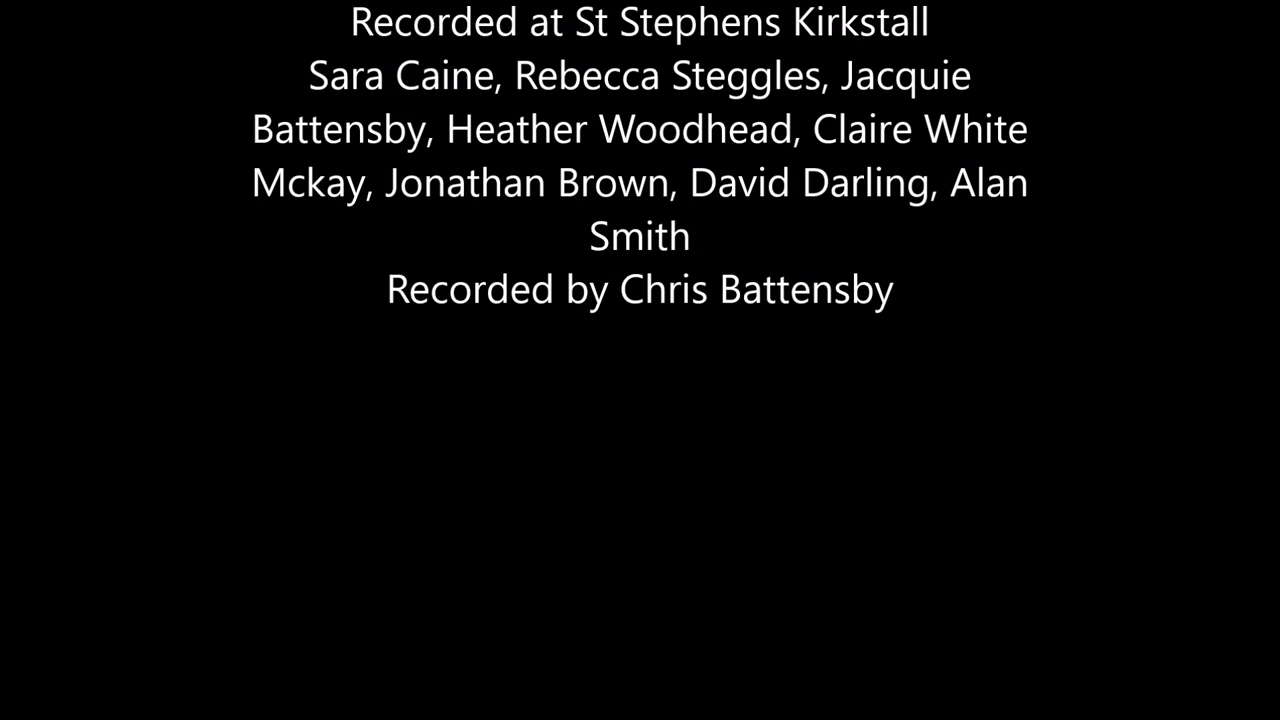 Recorded at St Stephens Kirkstall
Sara Caine, Rebecca Steggles, Jacquie
Battensby, Heather Woodhead, Claire White
Mckay, Jonathan Brown, David Darling, Alan
Smith
Recorded by Chris Battensby